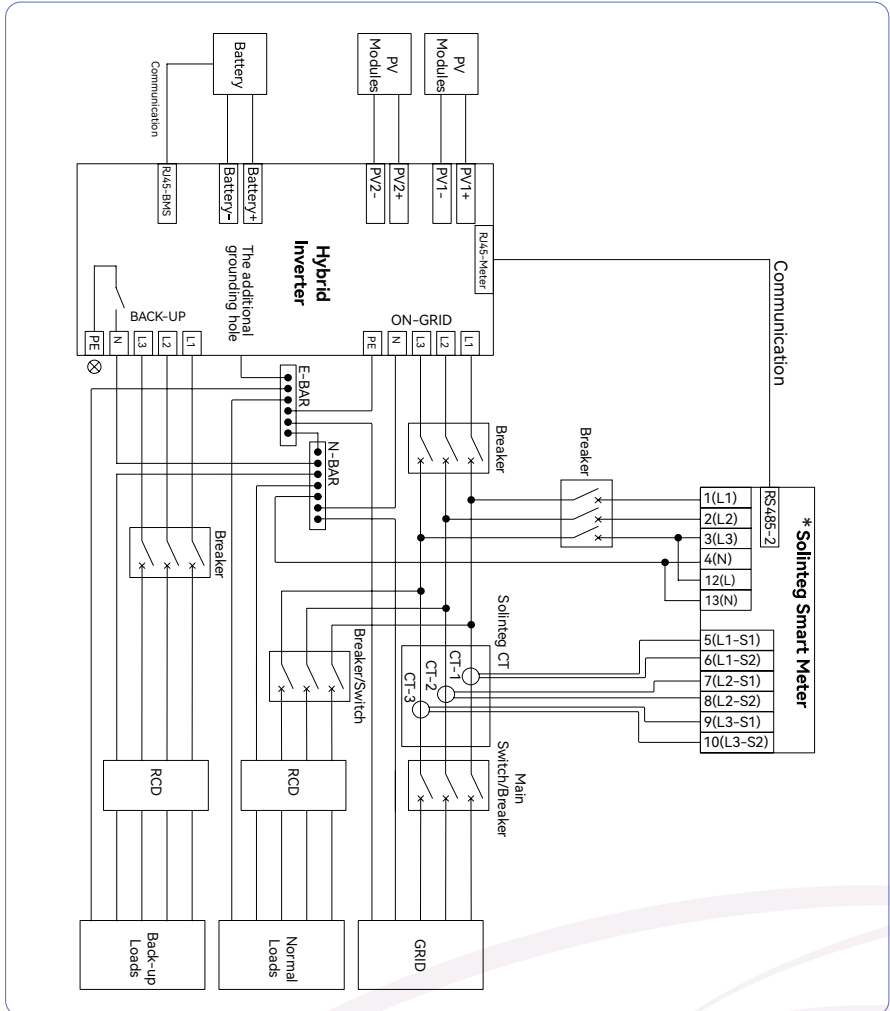 Battery
PV
Modules
PV
Modules
Communication
RJ45-BMS
Battery-
Battery+
PV2-
PV2+
PV1-
PV1+
RJ45-Meter
Hybrid
Inverter
The additional
grounding hole
BACK-UP
ON-GRID
PE
N
L3
L2
L1
PE
N
L3
L2
L1
Communication
* Solinteg Smart Meter
RS485-2
1(L1)
2(L2)
3(L3)
4(N)
12(L)
13(N)
5(L1-S1)
6(L1-S2)
7(L2-S1)
8(L2-S2)
9(L3-S1)
10(L3-S2)
E-BAR
N-BAR
Breaker
Breaker
Breaker
Breaker/Switch
Solinteg CT
CT-1
CT-2
CT-3
Main
Switch/Breaker
RCD
RCD
Back-up
Loads
Normal
Loads
GRID